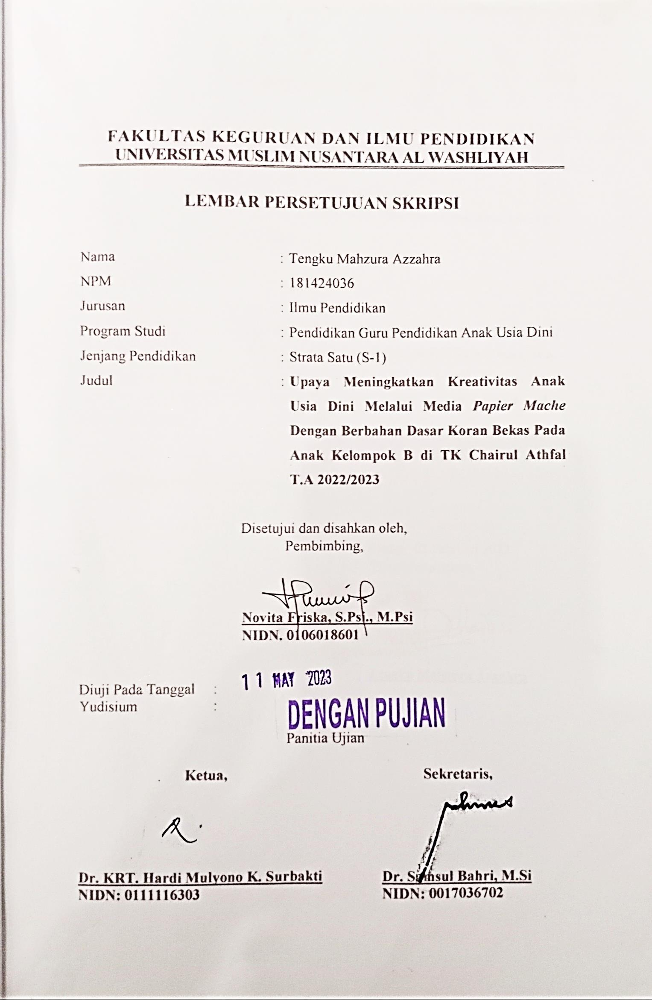 FAKULTAS KEGURUAN DAN ILMU PENDIDIKAN
UNIVERSITAS MUSLIM NUSANTARA AL WASHLIYAH
LEMBAR PERSETUJUAN SKRIPSI
Nama : Tengku Mahzura Azzahra
NPM : 181424036
Jurusan : Ilmu Pendidikan
Program Studi : Pendidikan Guru Pendidikan Anak Usia Dini
Jenjang Pendidikan : Strata Satu (S-1)
Judul : Upaya Meningkatkan Kreativitas Anak
Usia Dini Melalui Media Papier Mache
Dengan Berbahan Dasar Koran Bekas Pada
Anak Kelompok B di TK Chairul Athfal
T.A 2022/2023
Disetujui dan disahkan oleh,
Pembimbing,
Novita Friska, S.Psi., M.Psi
NIDN. 0106018601
Diuji Pada Tanggal : 11 MAY 2023
Yudisium : DENGAN PUJIAN
Panitia Ujian
Ketua, Sekretaris,
Dr. KRT. Hardi Mulyono K. Surbakti Dr. Samsul Bahri, M.Si
NIDN: 0111116303 NIDN: 0017036702